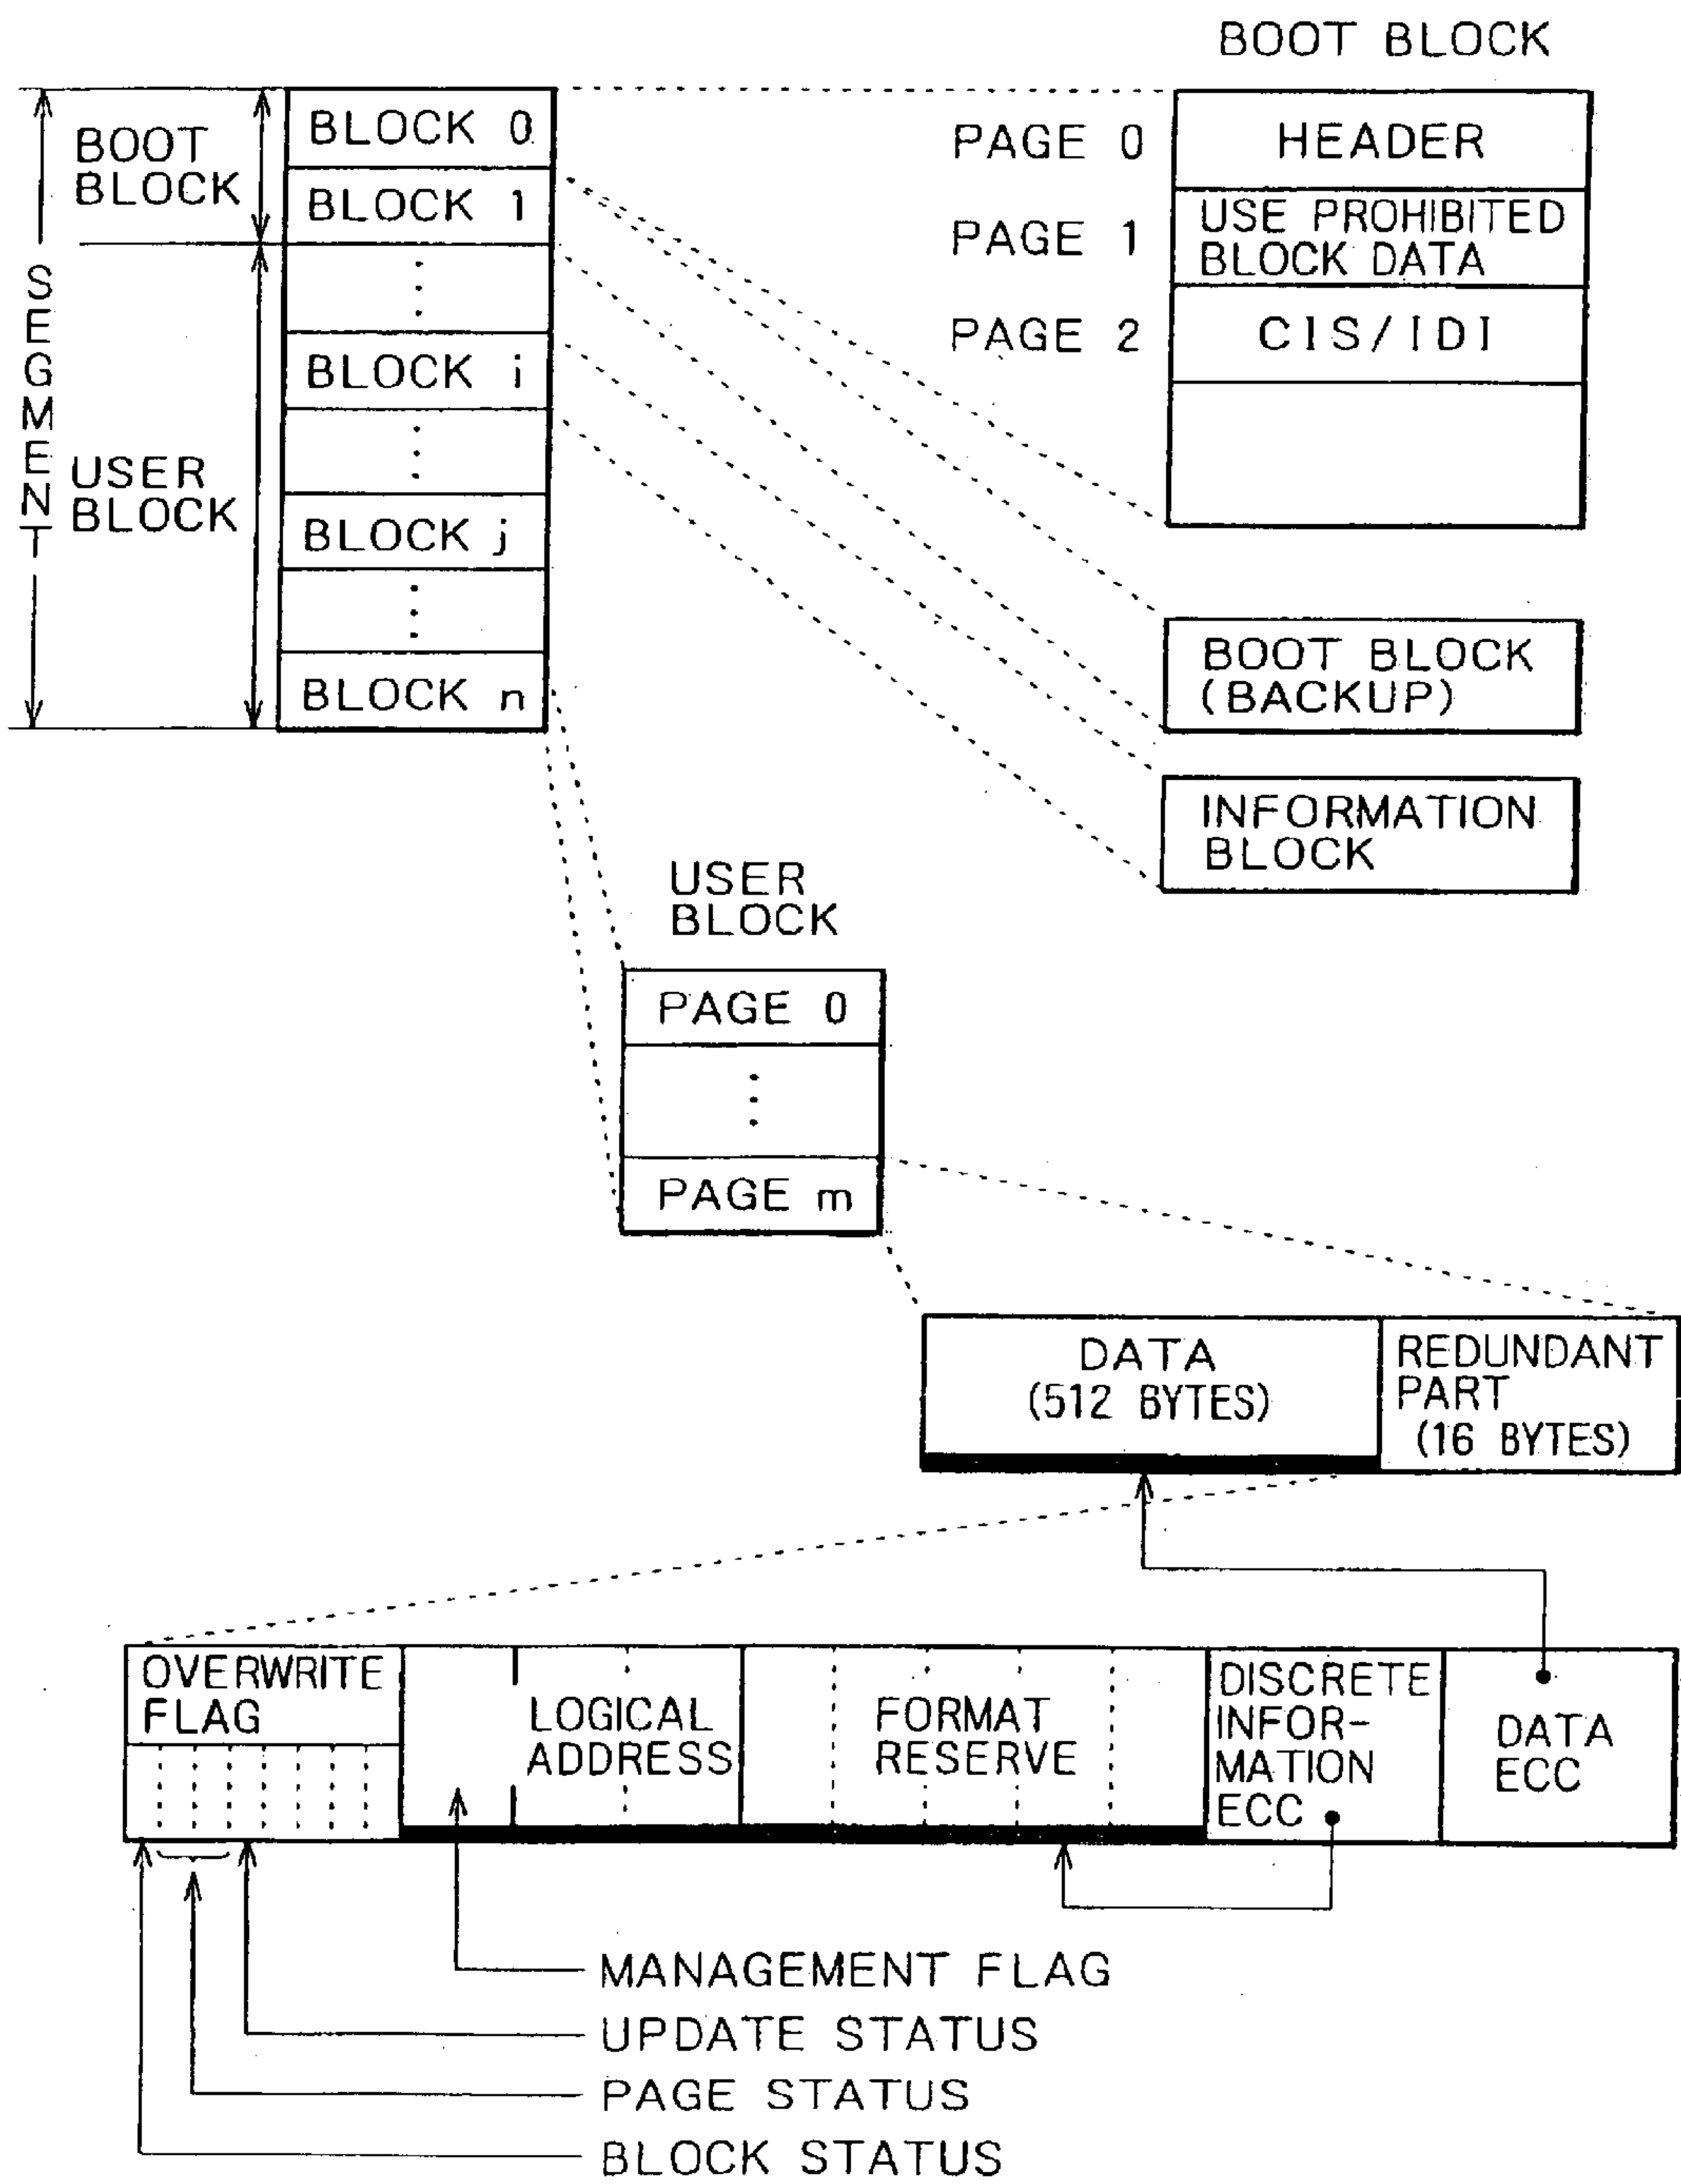 BOOT BLOCK
BOOT
BLOCK
SEGMENT
USER
BLOCK
BLOCK 0
BLOCK 1
BLOCK i
BLOCK j
BLOCK n
PAGE 0
HEADER
PAGE 1
USE PROHIBITED
BLOCK DATA
PAGE 2
CIS/IDI
BOOT BLOCK
(BACKUP)
INFORMATION
BLOCK
USER
BLOCK
PAGE 0
PAGE m
DATA
(512 BYTES)
REDUNDANT
PART
(16 BYTES)
OVERWRITE
FLAG
LOGICAL
ADDRESS
FORMAT
RESERVE
DISCRETE
INFOR-
MATION
ECC
DATA
ECC
MANAGEMENT FLAG
UPDATE STATUS
PAGE STATUS
BLOCK STATUS